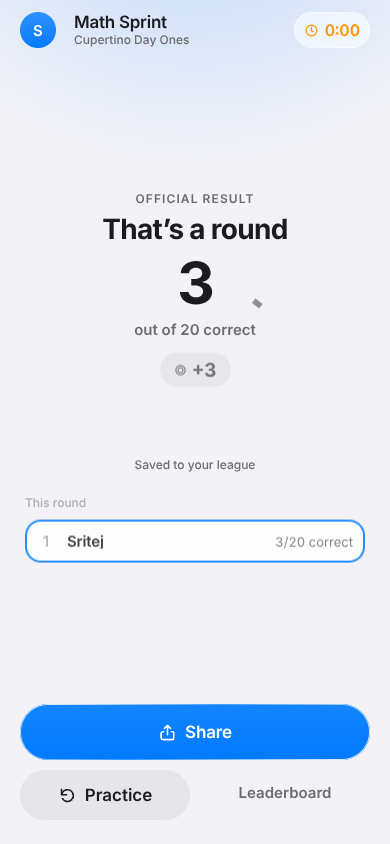 S
Math Sprint
Cupertino Day Ones
0:00
OFFICIAL RESULT
That’s a round
3
out of 20 correct
+3
Saved to your league
This round
1 Sritej 3/20 correct
Share
Practice
Leaderboard